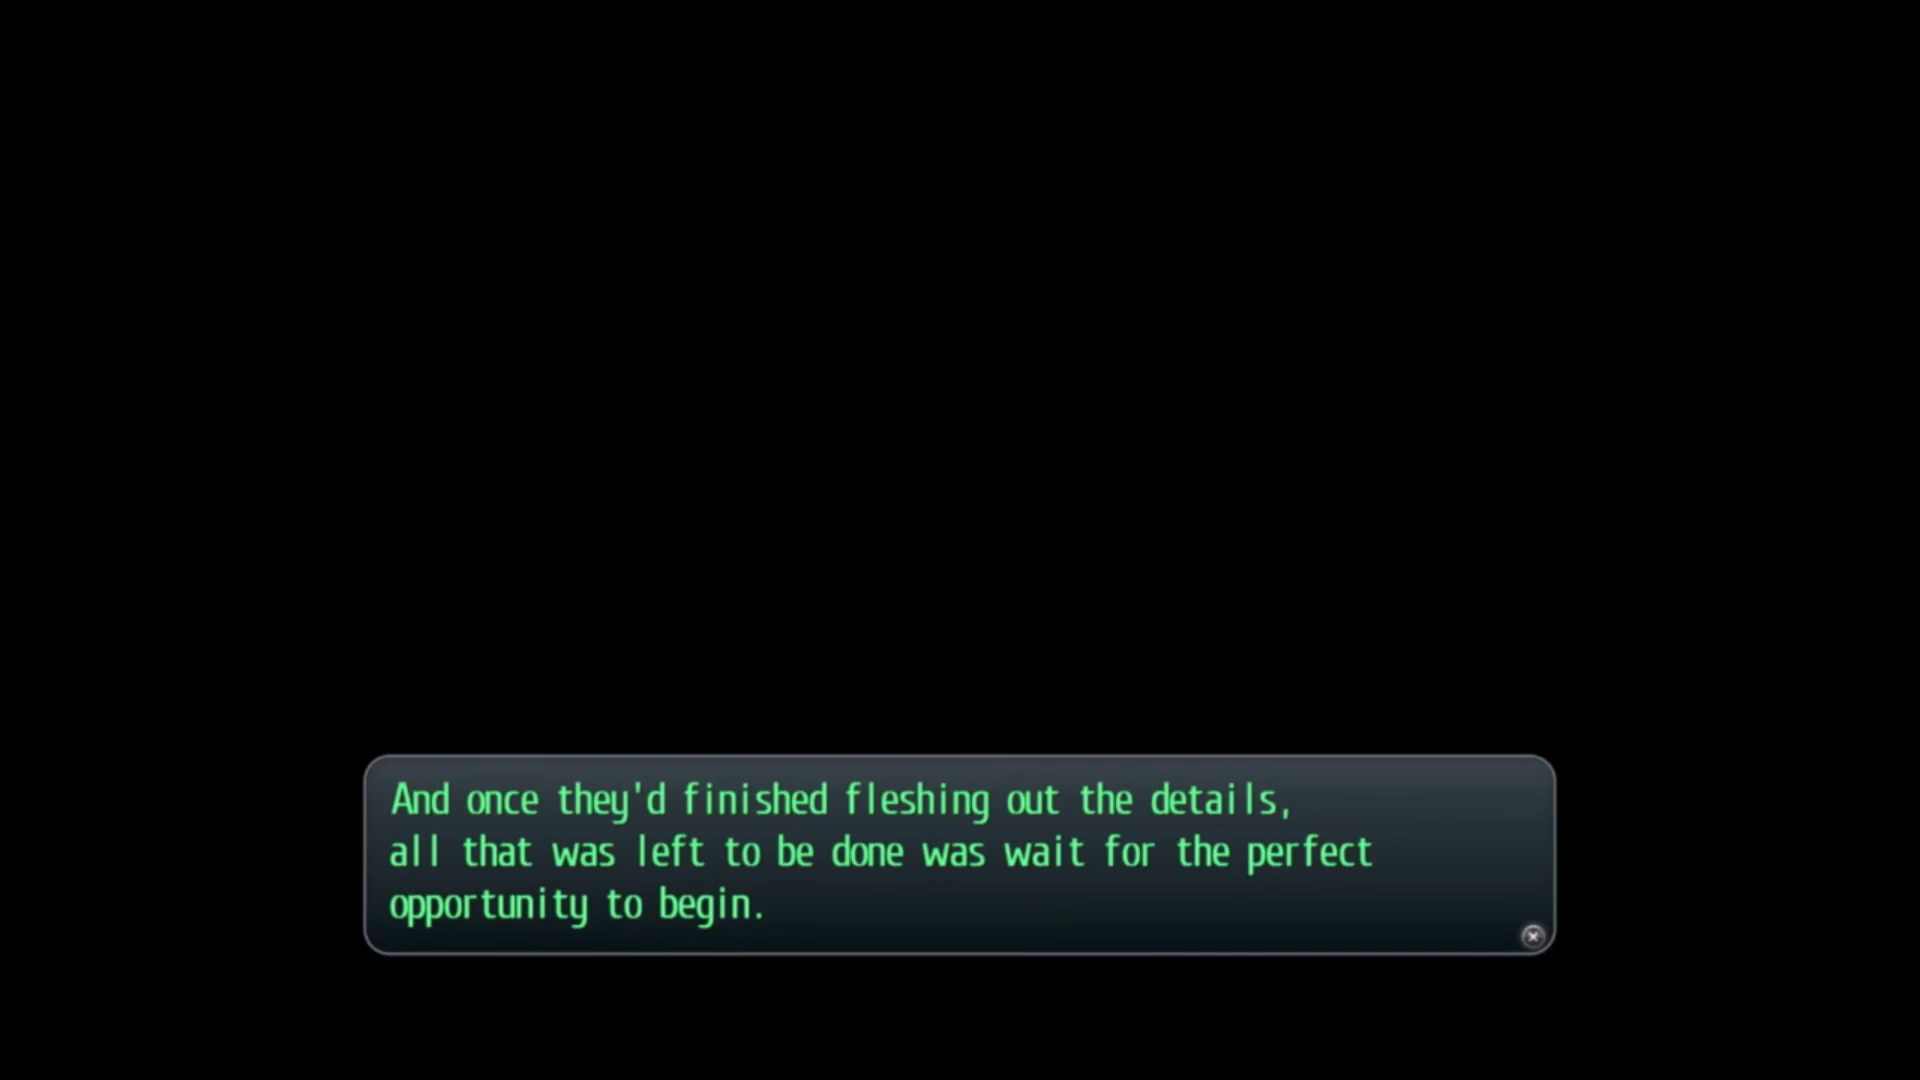 And once they'd finished fleshing out the details,
all that was left to be done was wait for the perfect
opportunity to begin.